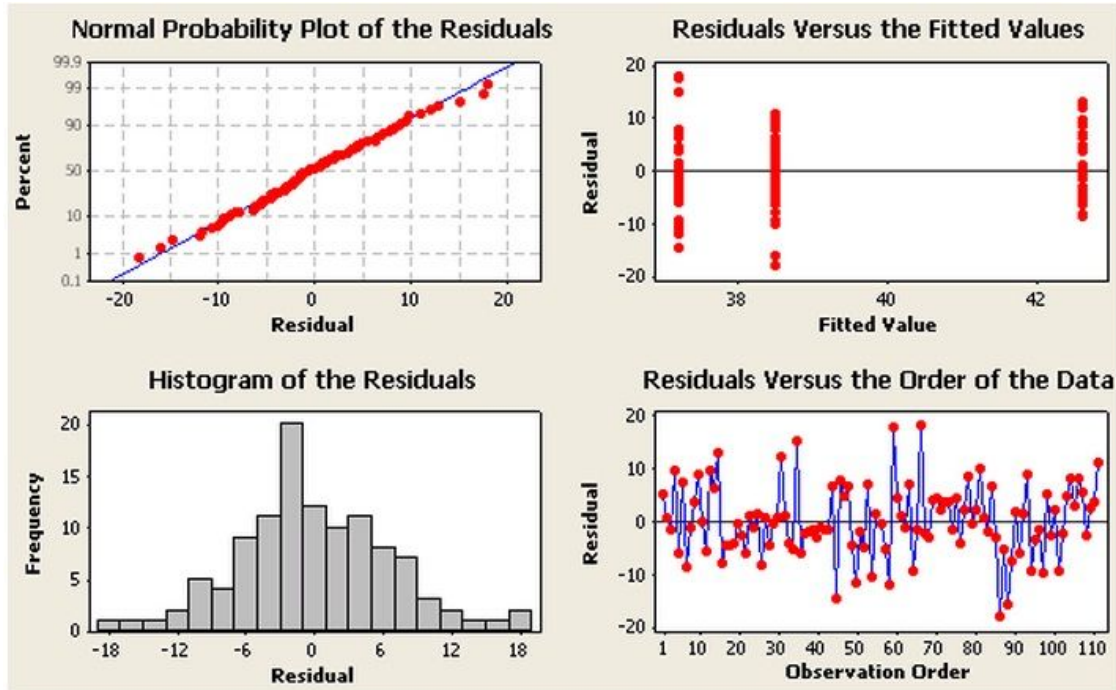 Normal Probability Plot of the Residuals
99.9
99
90
50
10
1
0.1
Percent
-20 -10 0 10 20
Residual
Residuals Versus the Fitted Values
20
10
0
-10
-20
Residual
38 40 42
Fitted Value
Histogram of the Residuals
20
15
10
5
0
Frequency
-18 -12 -6 0 6 12 18
Residual
Residuals Versus the Order of the Data
20
10
0
-10
-20
Residual
1 10 20 30 40 50 60 70 80 90 100 110
Observation Order